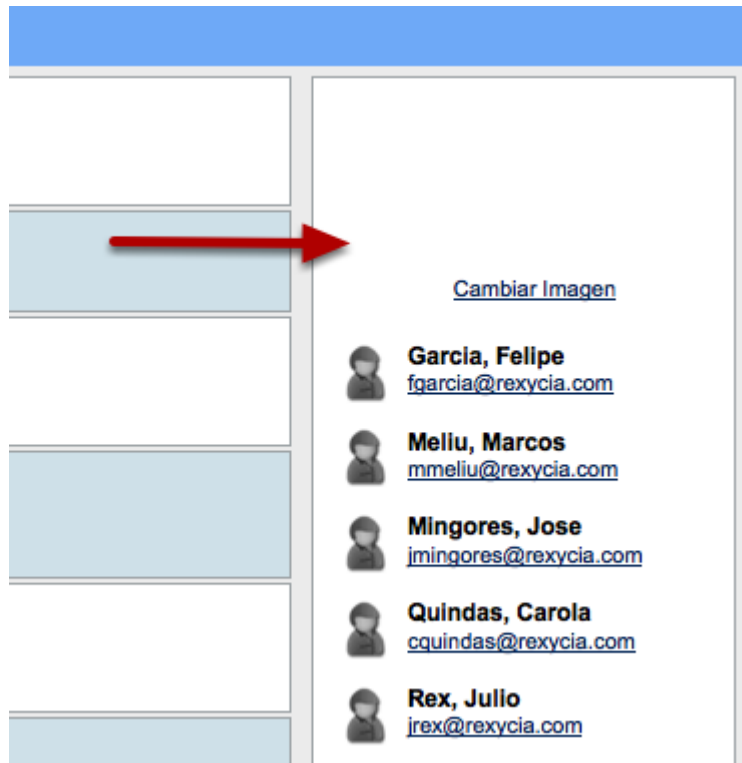 Cambiar Imagen
Garcia, Felipe
fgarcia@rexycia.com
Meliu, Marcos
mmeliu@rexycia.com
Mingores, Jose
jmingores@rexycia.com
Quindas, Carola
cquindas@rexycia.com
Rex, Julio
jrex@rexycia.com